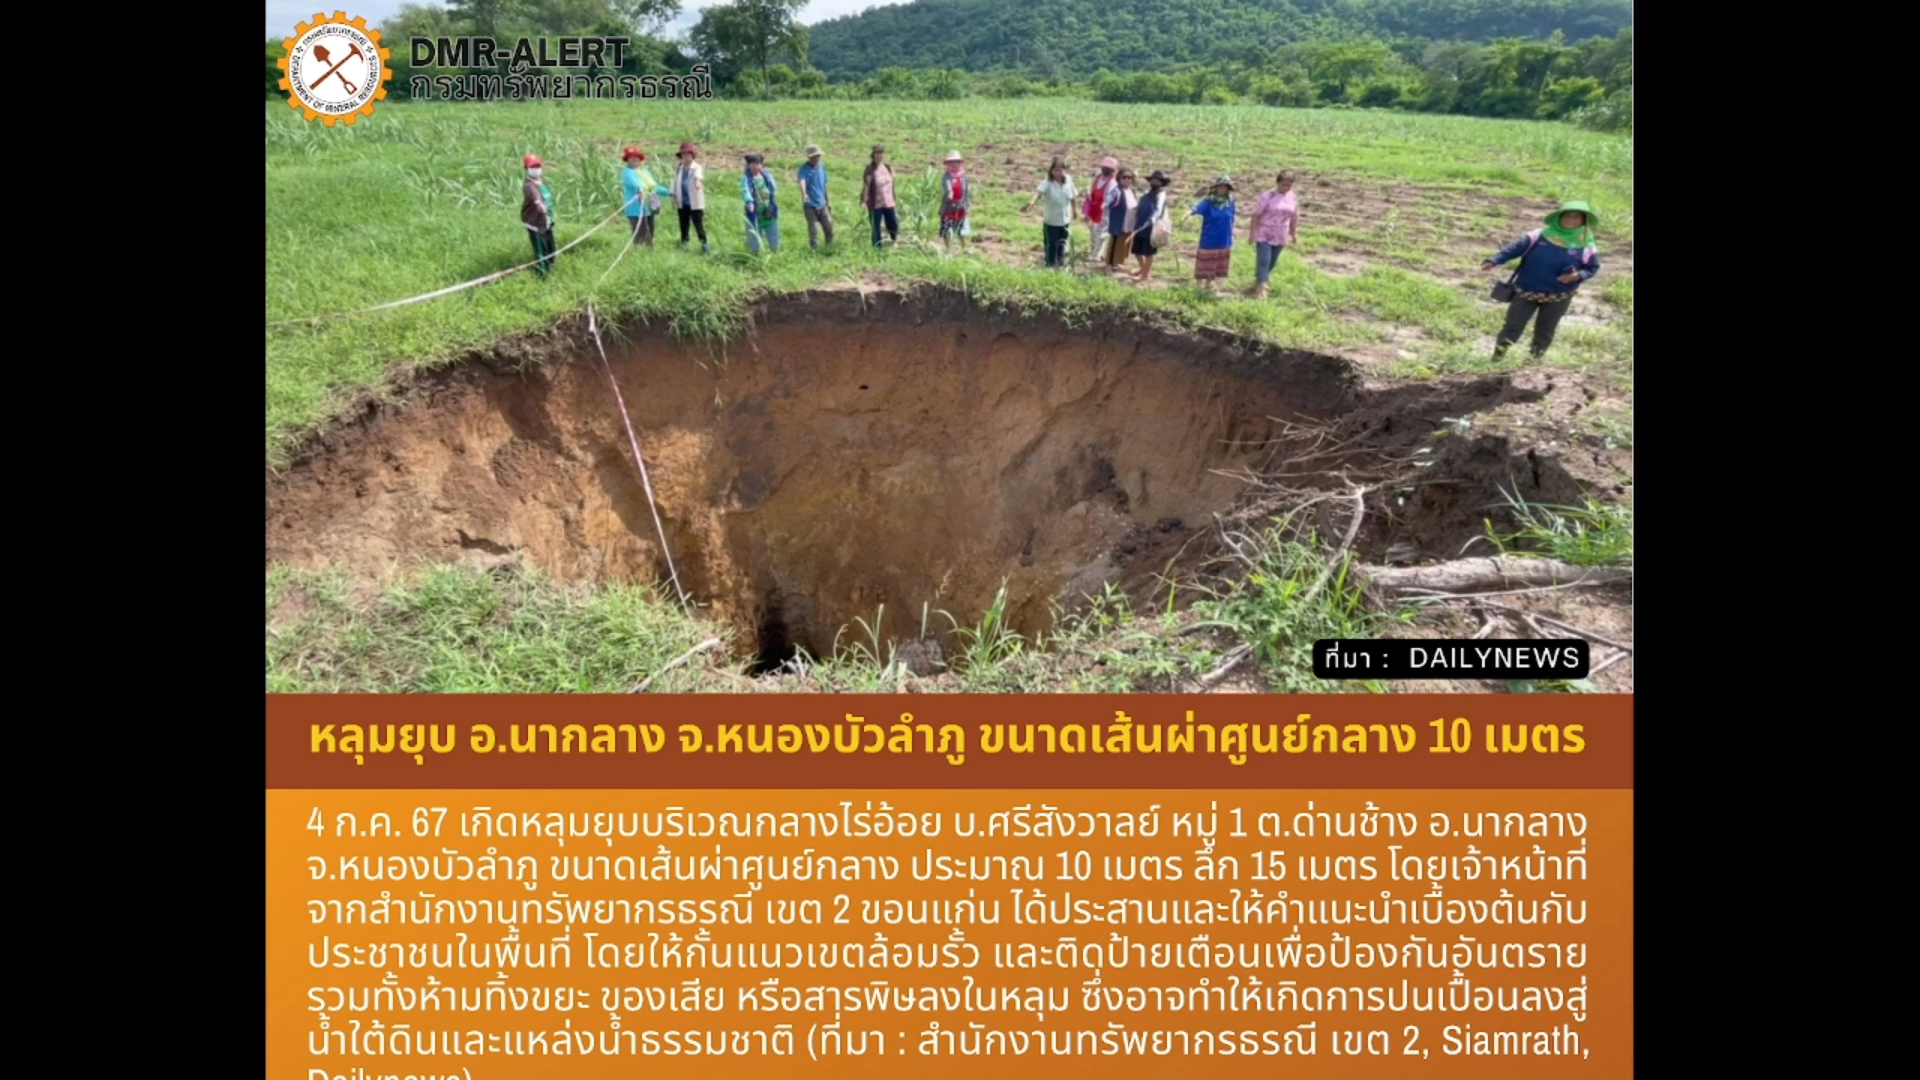 DMR-ALERT
กรมทรัพยากรธรณี
กรมทรัพยากรธรณี
DEPARTMENT OF MINERAL RESOURCES
ที่มา : DAILYNEWS
หลุมยุบ อ.นากลาง จ.หนองบัวลำภู ขนาดเส้นผ่าศูนย์กลาง 10 เมตร
4 ก.ค. 67 เกิดหลุมยุบบริเวณกลางไร่อ้อย บ.ศรีสังวาลย์ หมู่ 1 ต.ด่านช้าง อ.นากลาง
จ.หนองบัวลำภู ขนาดเส้นผ่าศูนย์กลาง ประมาณ 10 เมตร ลึก 15 เมตร โดยเจ้าหน้าที่
จากสำนักงานทรัพยากรธรณี เขต 2 ขอนแก่น ได้ประสานและให้คำแนะนำเบื้องต้นกับ
ประชาชนในพื้นที่ โดยให้กั้นแนวเขตล้อมรั้ว และติดป้ายเตือนเพื่อป้องกันอันตราย
รวมทั้งห้ามทิ้งขยะ ของเสีย หรือสารพิษลงในหลุม ซึ่งอาจทำให้เกิดการปนเปื้อนลงสู่
น้ำใต้ดินและแหล่งน้ำธรรมชาติ (ที่มา : สำนักงานทรัพยากรธรณี เขต 2, Siamrath,
Dailynews)